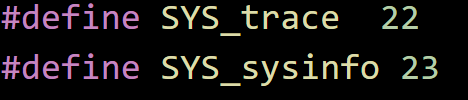 #define SYS_trace  22
#define SYS_sysinfo 23